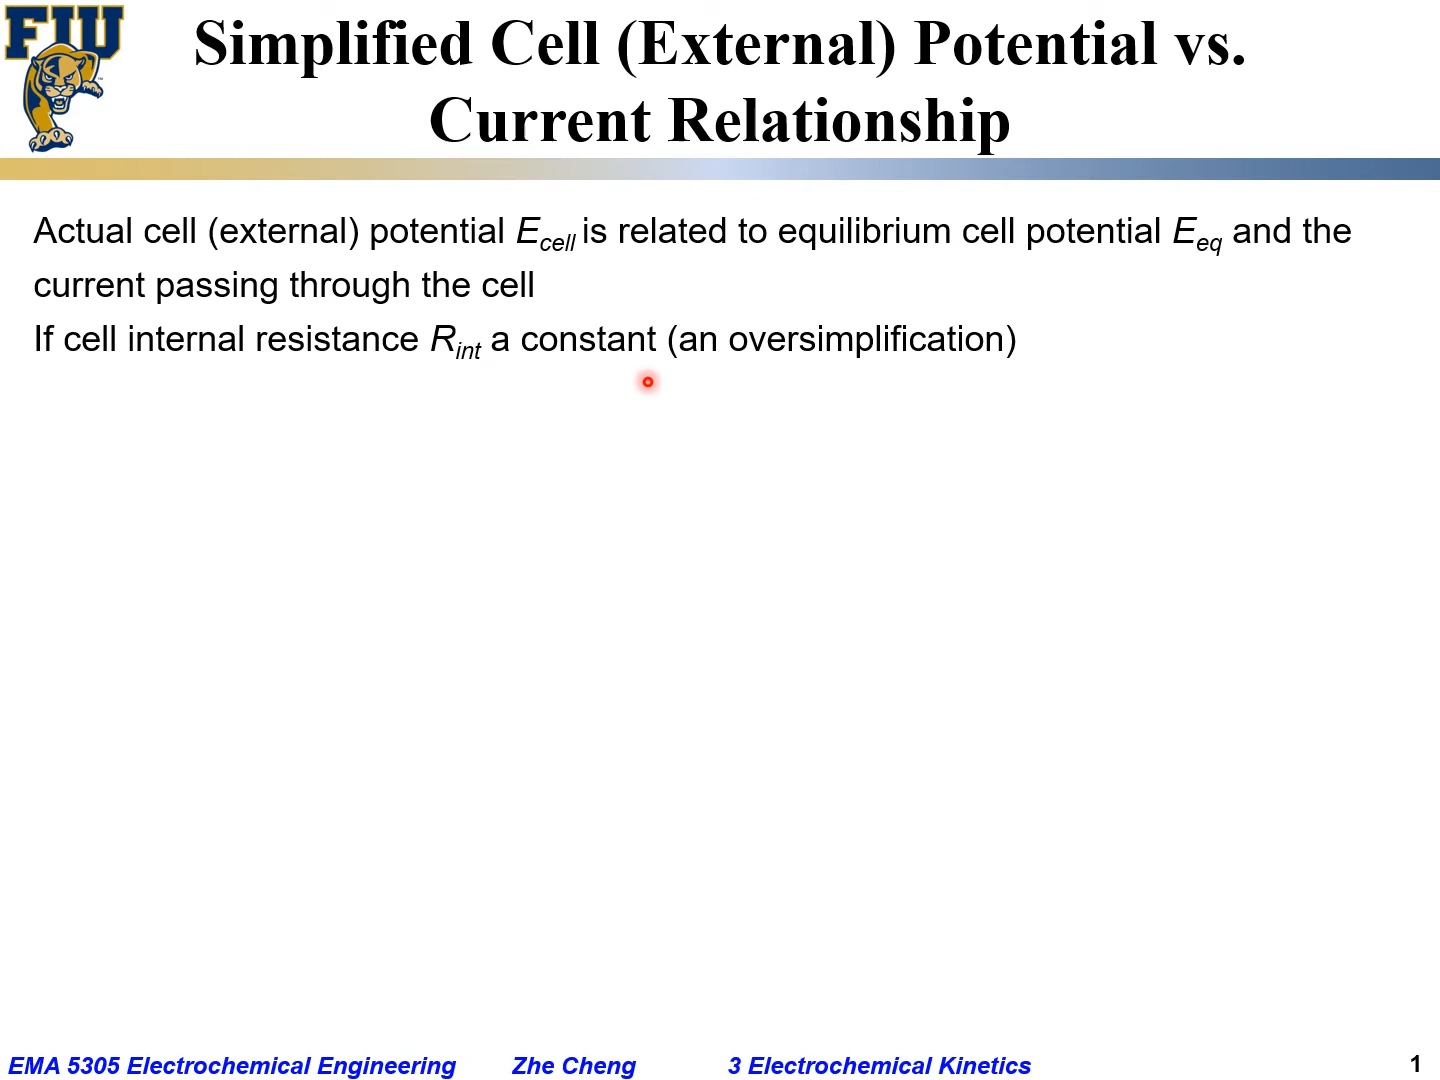 FIU
Simplified Cell (External) Potential vs.
Current Relationship
Actual cell (external) potential Ecell is related to equilibrium cell potential Eeq and the
current passing through the cell
If cell internal resistance Rint a constant (an oversimplification)
EMA 5305 Electrochemical Engineering Zhe Cheng 3 Electrochemical Kinetics 1